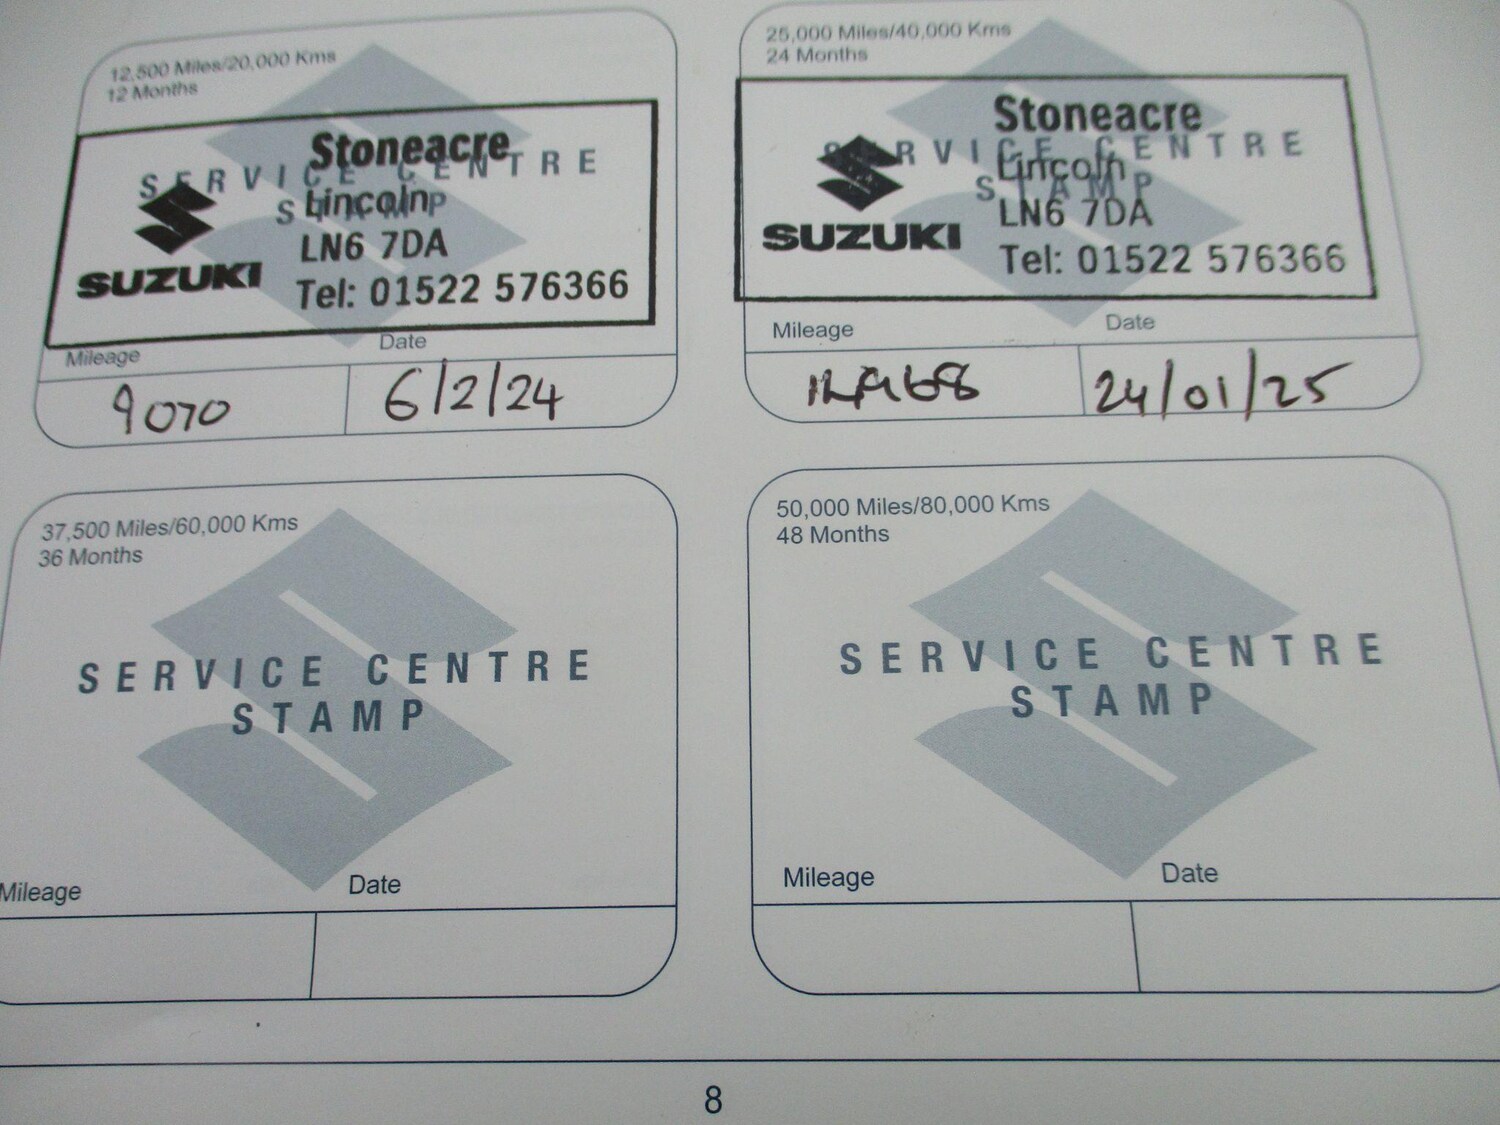 12,500 Miles/20,000 Kms
12 Months
SERVICE CENTRE
STAMP
Stoneacre
Lincoln
LN6 7DA
Tel: 01522 576366
SUZUKI
Mileage
Date
9070
6/2/24
25,000 Miles/40,000 Kms
24 Months
SERVICE CENTRE
STAMP
Stoneacre
Lincoln
LN6 7DA
Tel: 01522 576366
SUZUKI
Mileage
Date
24/01/25
37,500 Miles/60,000 Kms
36 Months
SERVICE CENTRE
STAMP
Mileage
Date
50,000 Miles/80,000 Kms
48 Months
SERVICE CENTRE
STAMP
Mileage
Date
8